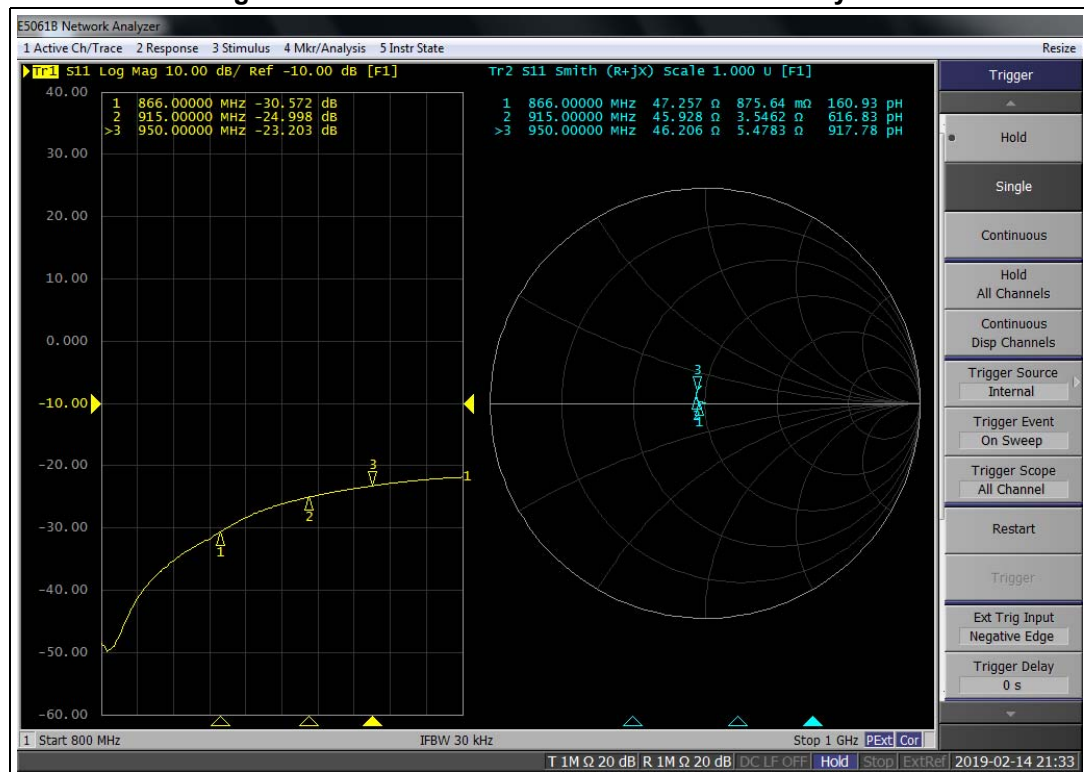 E5061B Network Analyzer
1 Active Ch/Trace 2 Response 3 Stimulus 4 Mkr/Analysis 5 Instr State Resize
Tr1 S11 Log Mag 10.00 dB/ Ref -10.00 dB [F1]
40.00
1 866.00000 MHz -30.572 dB
2 915.00000 MHz -24.998 dB
>3 950.00000 MHz -23.203 dB
30.00
20.00
10.00
0.000
-10.00
-20.00
-30.00
-40.00
-50.00
-60.00
3
1
2
1
Tr2 S11 Smith (R+jX) Scale 1.000 U [F1]
1 866.00000 MHz 47.257 Ω 875.64 mΩ 160.93 pH
2 915.00000 MHz 45.928 Ω 3.5462 Ω 616.83 pH
>3 950.00000 MHz 46.206 Ω 5.4783 Ω 917.78 pH
3
1
Trigger
Hold
Single
Continuous
Hold
All Channels
Continuous
Disp Channels
Trigger Source
Internal
Trigger Event
On Sweep
Trigger Scope
All Channel
Restart
Trigger
Ext Trig Input
Negative Edge
Trigger Delay
0 s
1 Start 800 MHz IFBW 30 kHz Stop 1 GHz PExt Cor
T 1M Ω 20 dB R 1M Ω 20 dB DC LF OFF Hold Stop ExtRef 2019-02-14 21:33